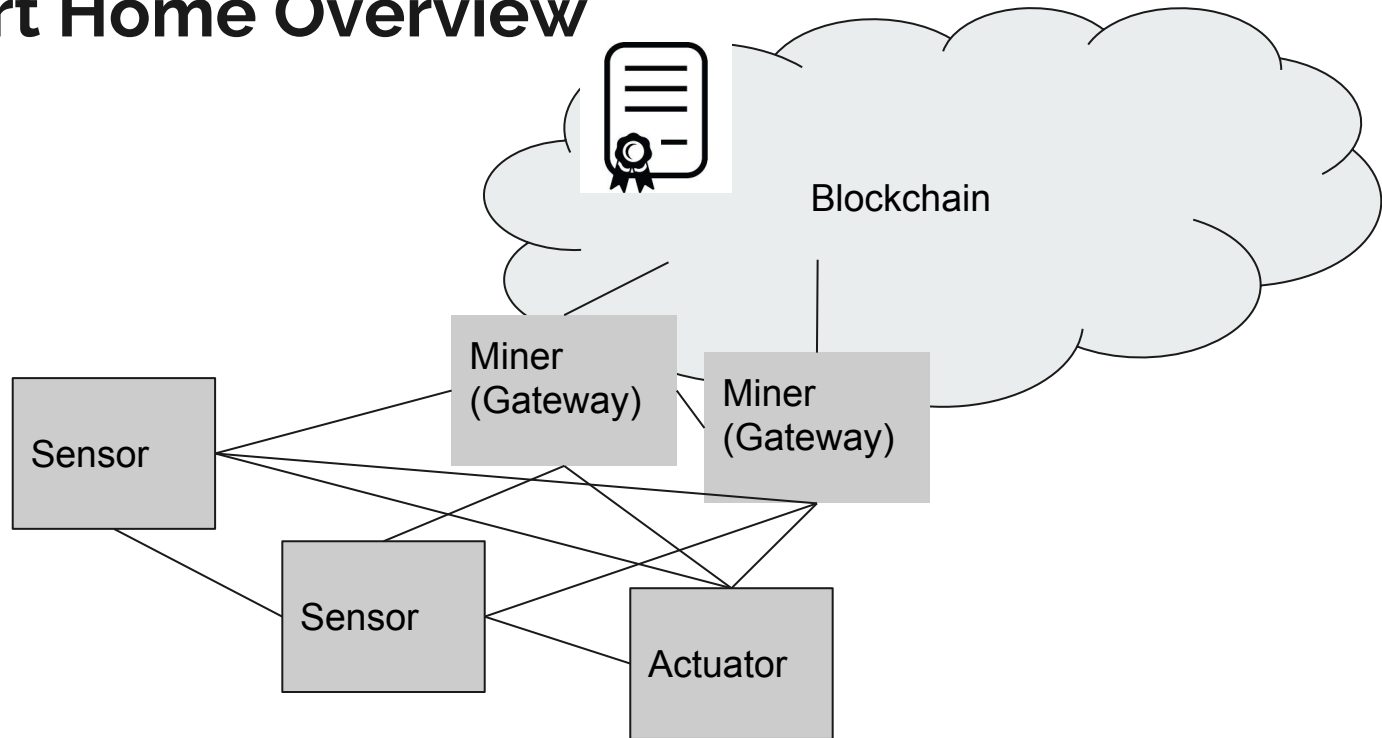 rt Home Overview
Blockchain
Miner
(Gateway)
Miner
(Gateway)
Sensor
Sensor
Actuator